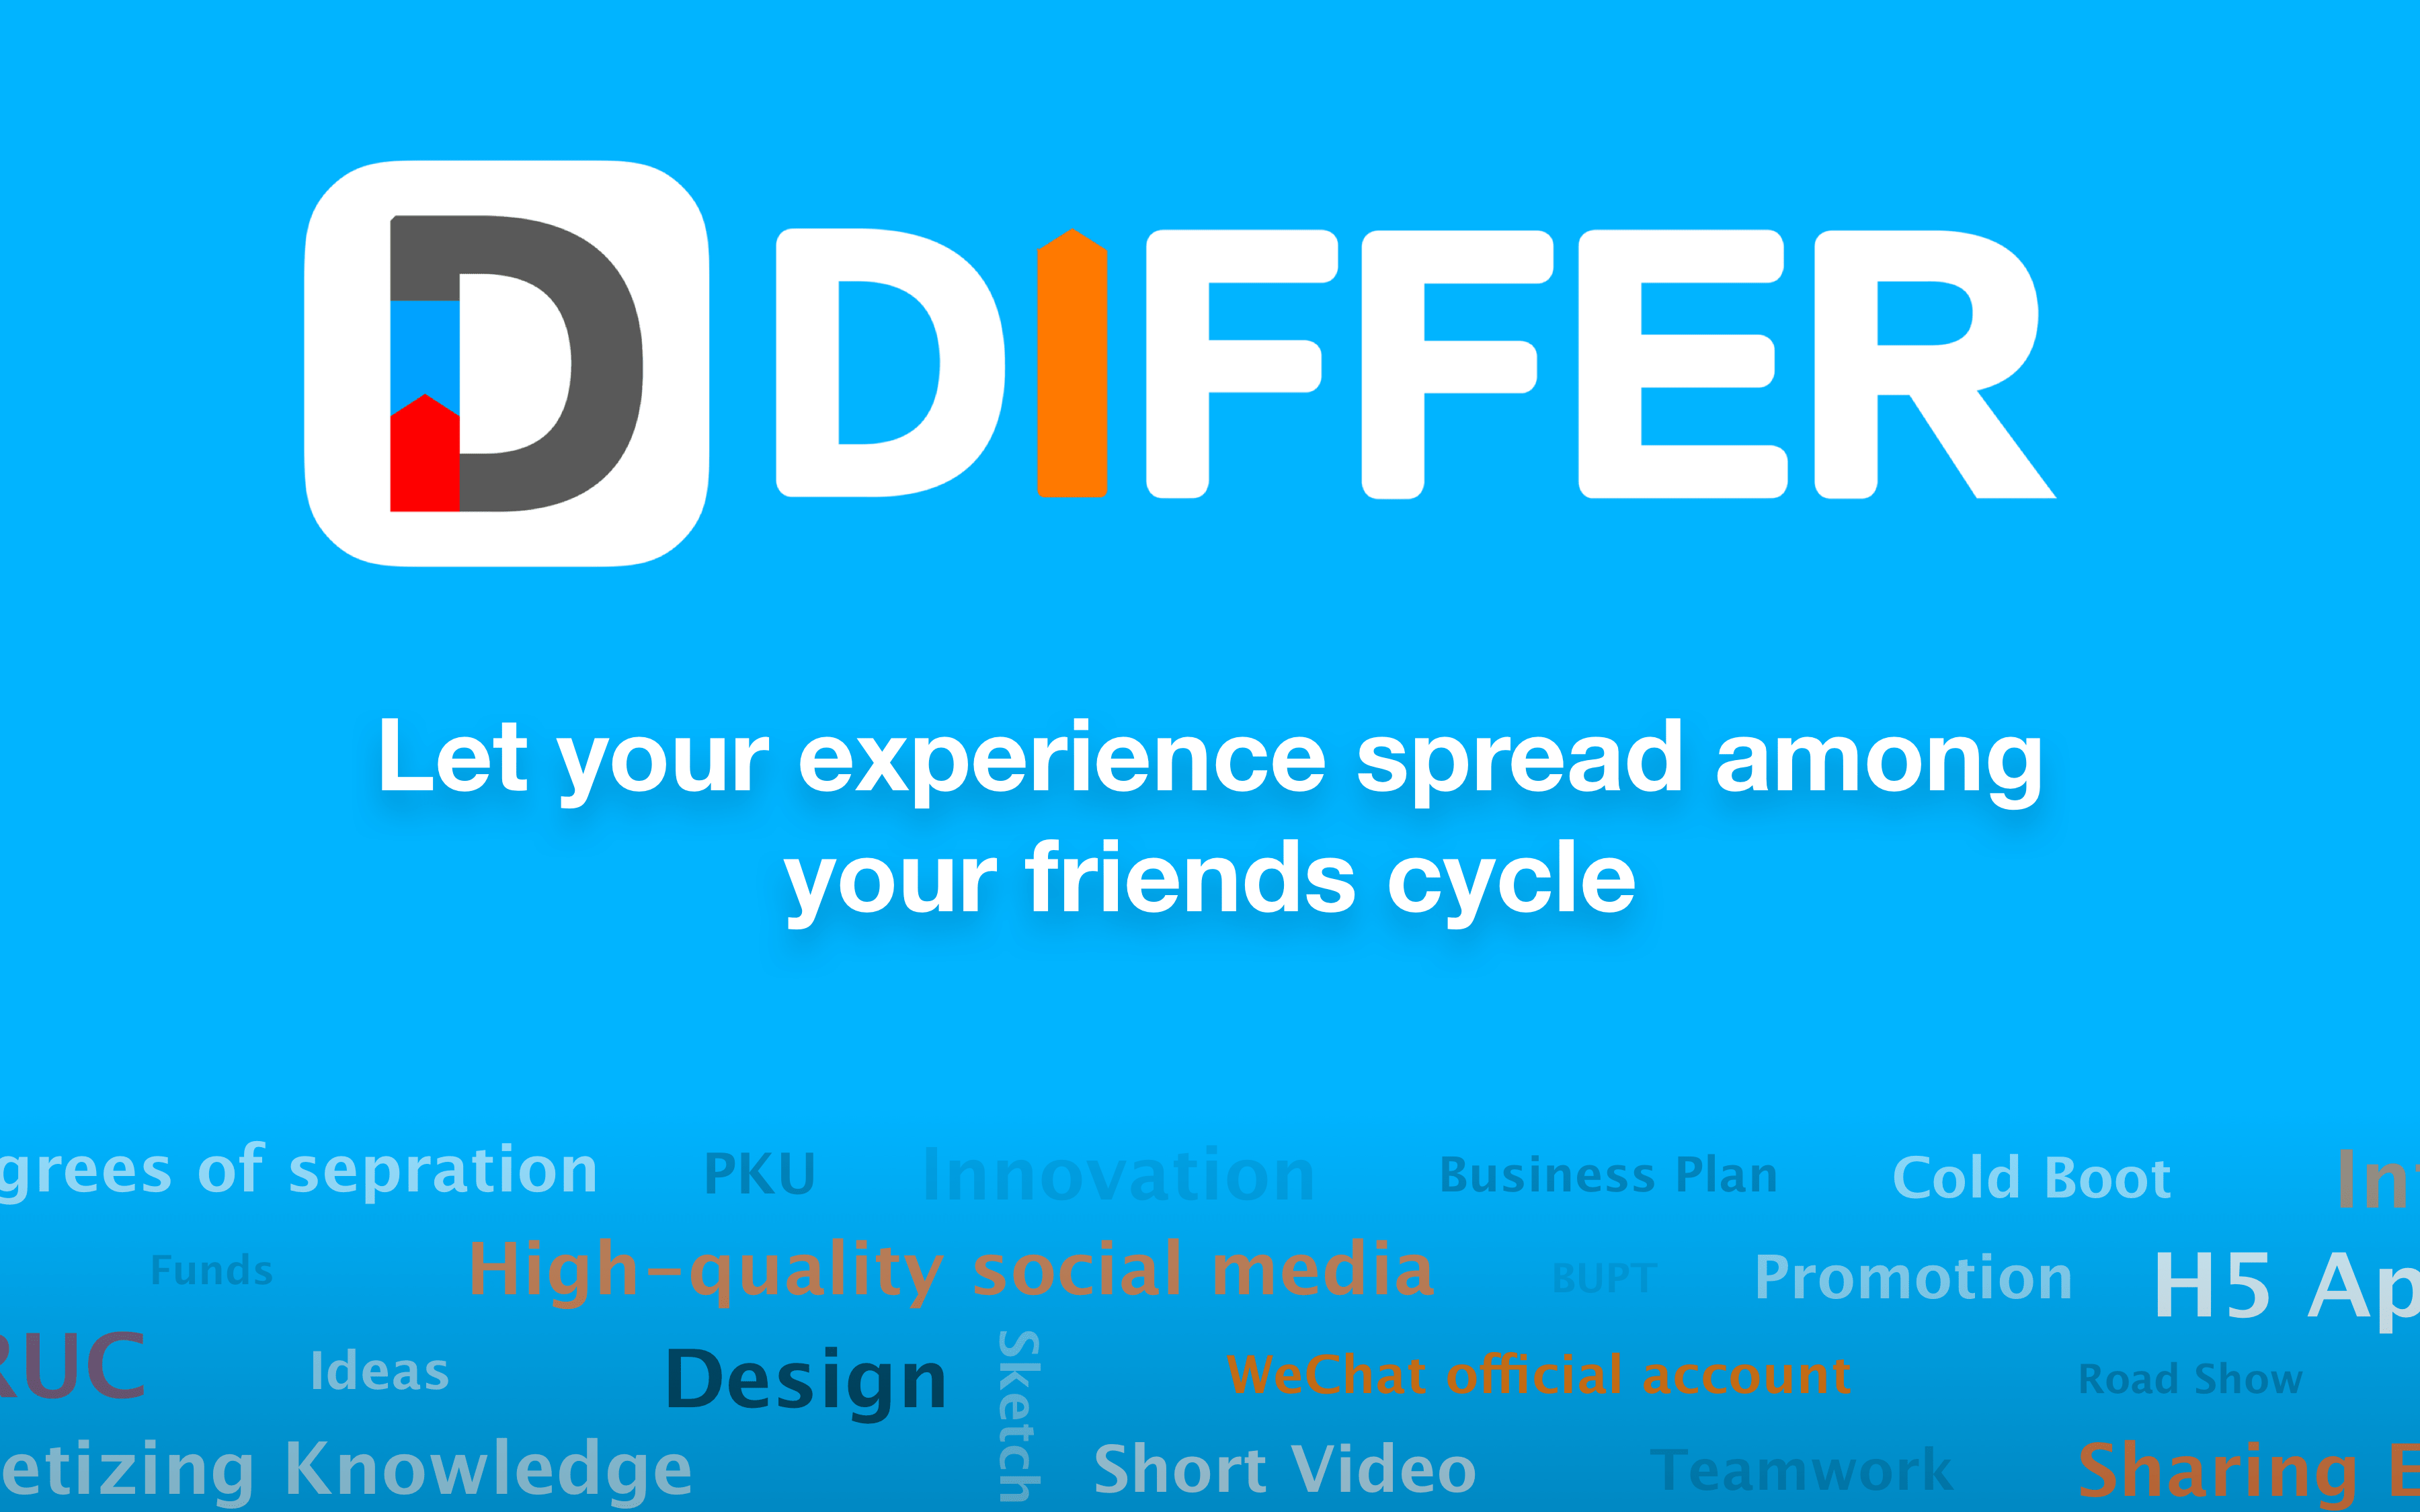 D DIFFER
Let your experience spread among
your friends cycle
grees of sepration PKU Innovation Business Plan Cold Boot In
Funds High-quality social media BUPT Promotion H5 Ap
RUC Ideas Design Sketch WeChat official account Road Show
etizing Knowledge Short Video Teamwork Sharing E